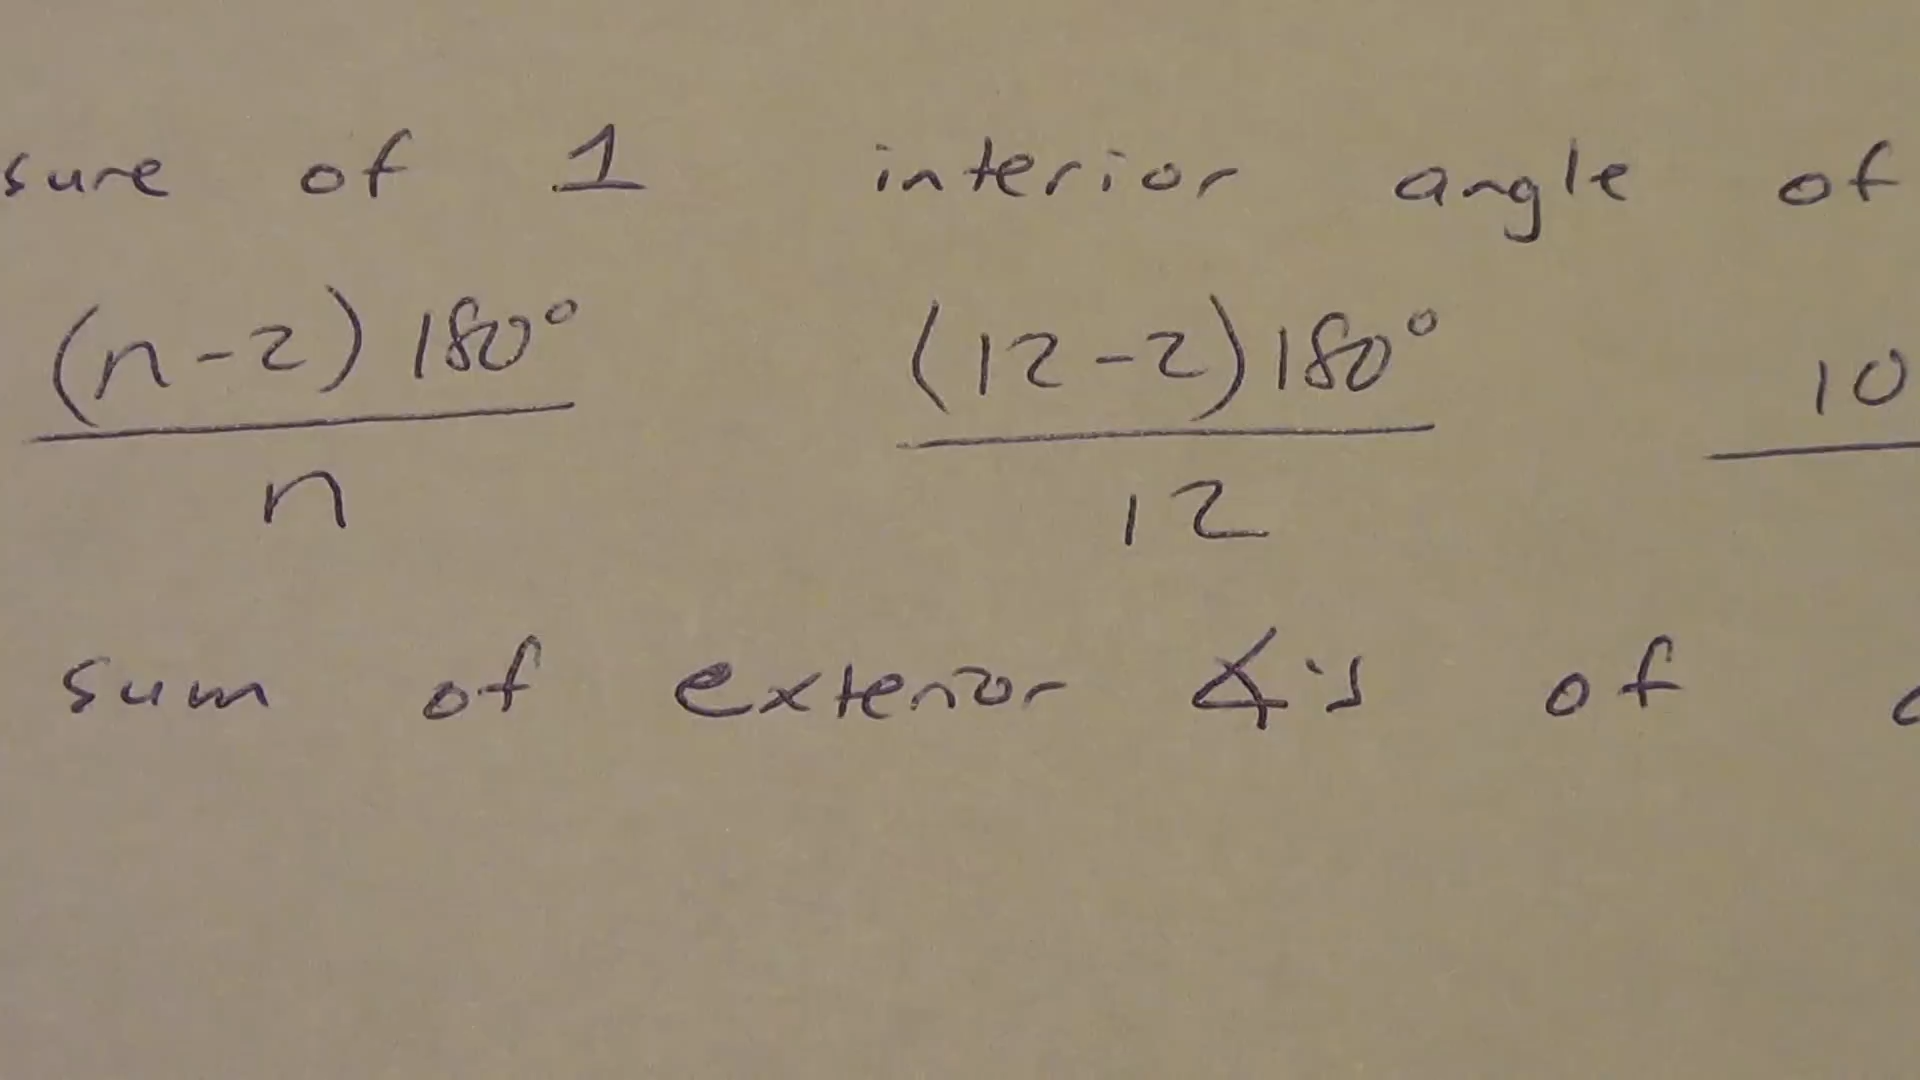 sure of 1 interior angle of
(n-2) 180° (12-2) 180° 10
n 12
sum of exterior ∡'s of